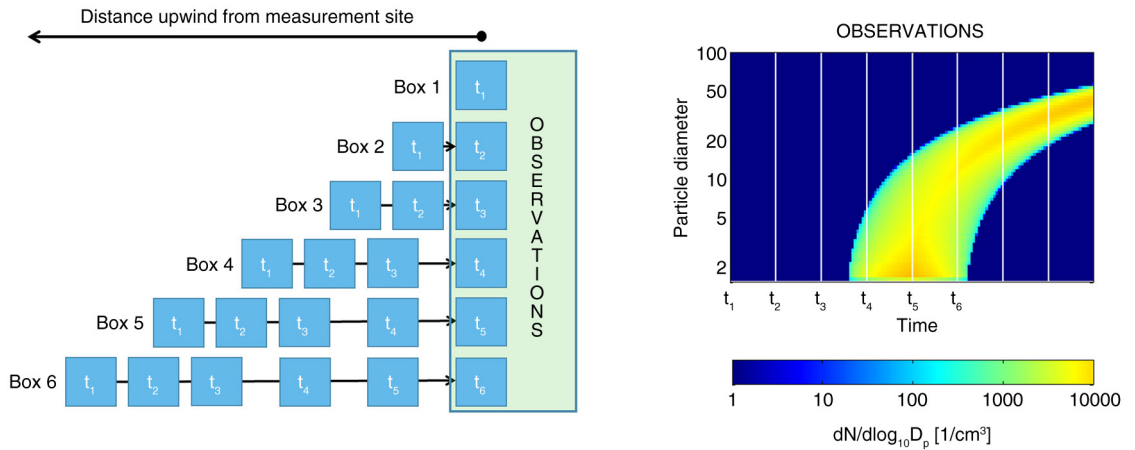 Distance upwind from measurement site
Box 1 t₁
Box 2 t₁ t₂
Box 3 t₁ t₂ t₃
Box 4 t₁ t₂ t₃ t₄
Box 5 t₁ t₂ t₃ t₄ t₅
Box 6 t₁ t₂ t₃ t₄ t₅ t₆
OBSERVATIONS
OBSERVATIONS
Particle diameter
100
50
20
10
5
2
t₁ t₂ t₃ t₄ t₅ t₆
Time
1 10 100 1000 10000
dN/dlog₁₀Dₚ [1/cm³]